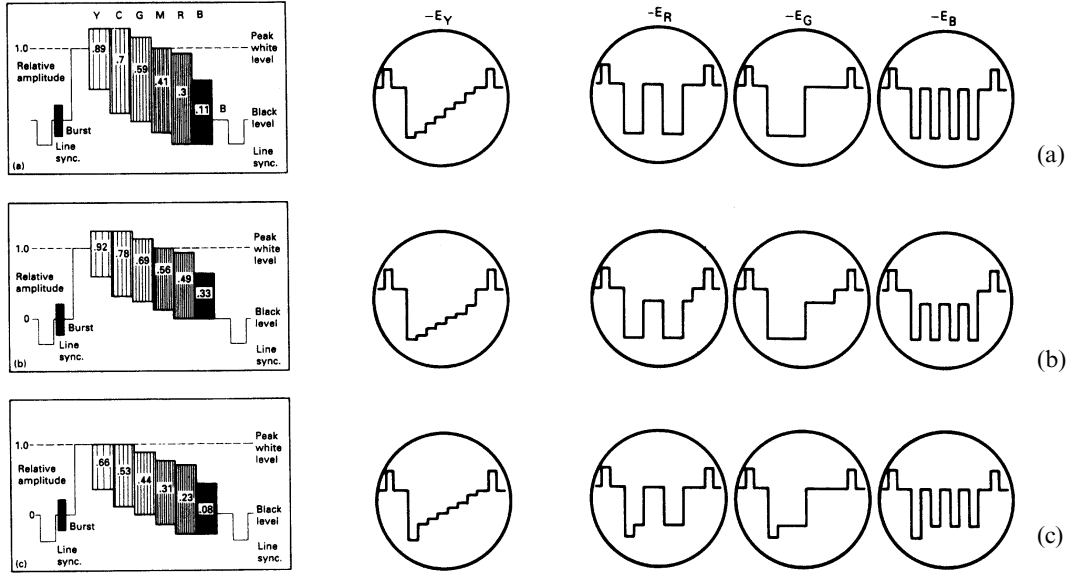 Y C G M R B
1.0
Peak
white
level
Relative
amplitude
.89
.7
.59
.41
.3
.11
B
Black
level
Burst
Line
sync.
Line
sync.
(a)
–E_Y
–E_R
–E_G
–E_B
(a)
1.0
Peak
white
level
Relative
amplitude
.92
.78
.69
.56
.49
.33
0
Black
level
Burst
Line
sync.
Line
sync.
(b)
(b)
1.0
Peak
white
level
Relative
amplitude
.66
.53
.44
.31
.23
.08
0
Black
level
Burst
Line
sync.
Line
sync.
(c)
(c)